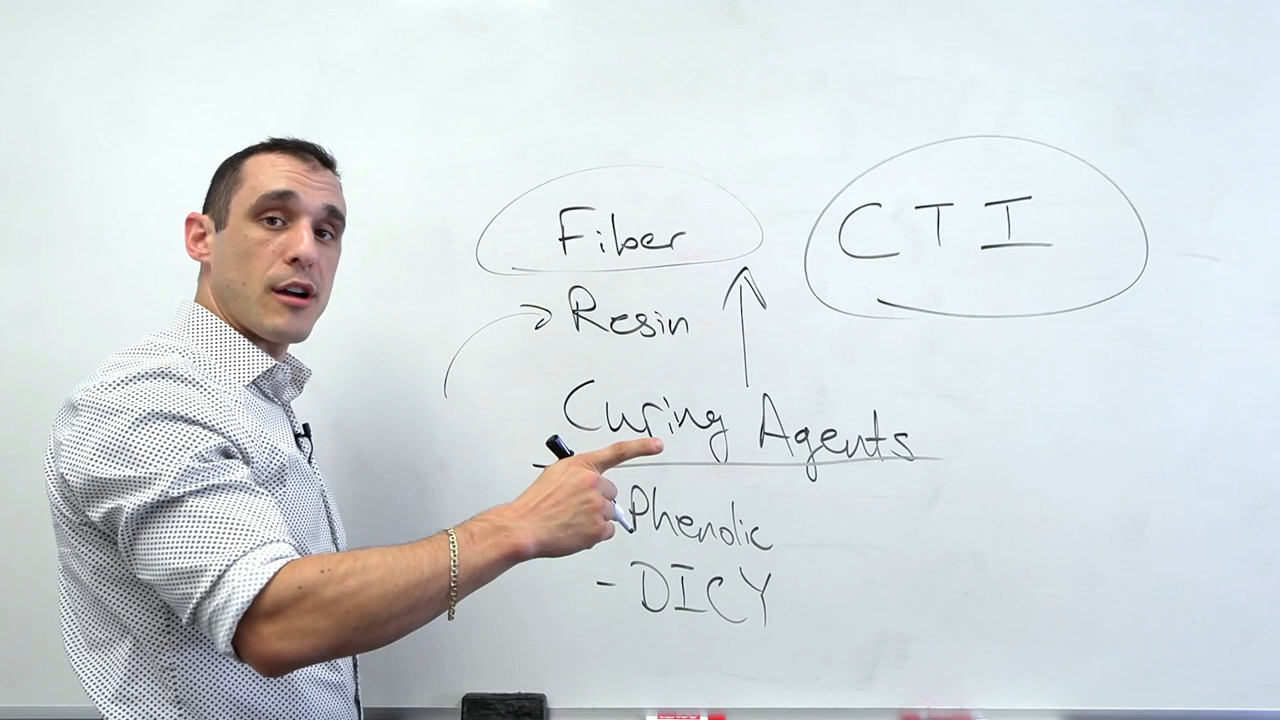 Fiber
CTI
Resin
Curing Agents
Phenolic
- DICY